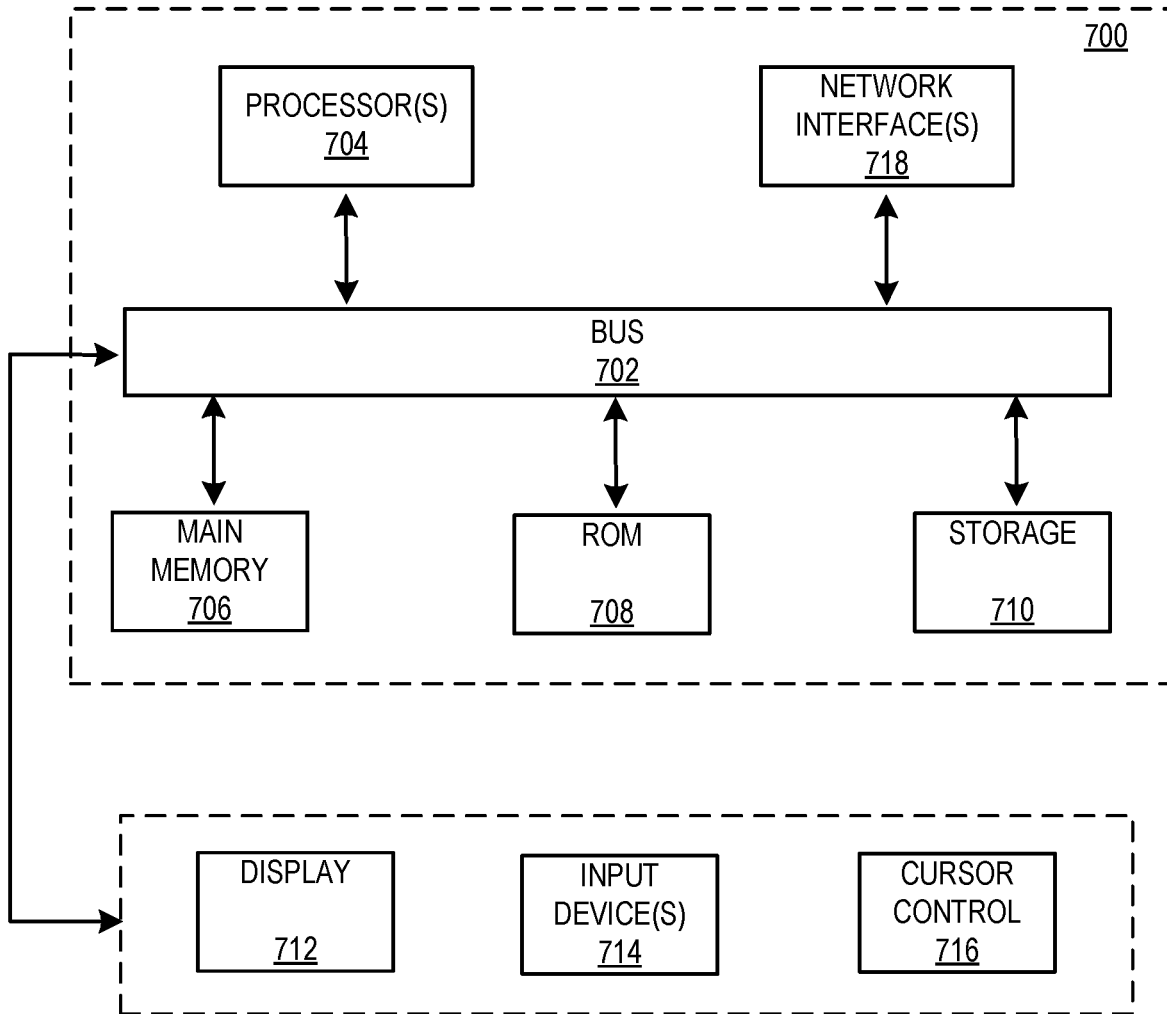 700
PROCESSOR(S)
704
NETWORK
INTERFACE(S)
718
BUS
702
MAIN
MEMORY
706
ROM
708
STORAGE
710
DISPLAY
712
INPUT
DEVICE(S)
714
CURSOR
CONTROL
716